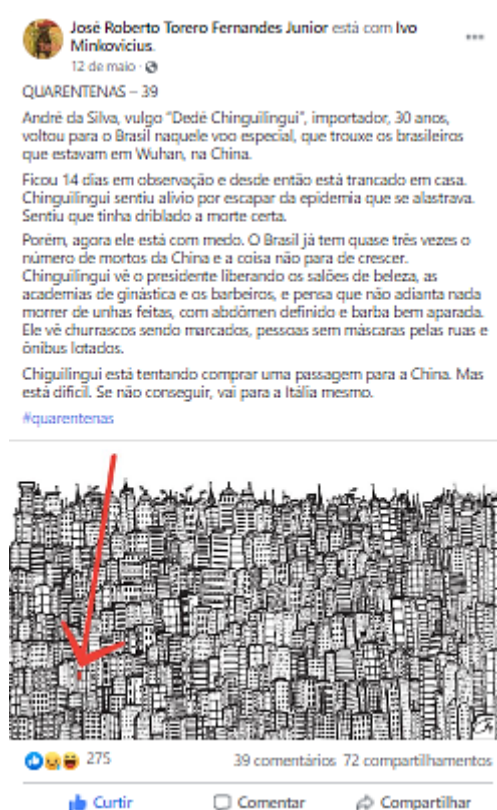 José Roberto Torero Fernandes Junior está com Ivo
Minkovicius.
12 de maio ·
QUARENTENAS – 39
André da Silva, vulgo "Dedé Chinguilingui", importador, 30 anos,
voltou para o Brasil naquele voo especial, que trouxe os brasileiros
que estavam em Wuhan, na China.
Ficou 14 dias em observação e desde então está trancado em casa.
Chinguilingui sentiu alívio por escapar da epidemia que se alastrava.
Sentiu que tinha driblado a morte certa.
Porém, agora ele está com medo. O Brasil já tem quase três vezes o
número de mortos da China e a coisa não para de crescer.
Chinguilingui vê o presidente liberando os salões de beleza, as
academias de ginástica e os barbeiros, e pensa que não adianta nada
morrer de unhas feitas, com abdômen definido e barba bem aparada.
Ele vê churrascos sendo marcados, pessoas sem máscaras pelas ruas e
ônibus lotados.
Chiguilingui está tentando comprar uma passagem para a China. Mas
está difícil. Se não conseguir, vai para a Itália mesmo.
#quarentenas
275
39 comentários 72 compartilhamentos
Curtir Comentar Compartilhar